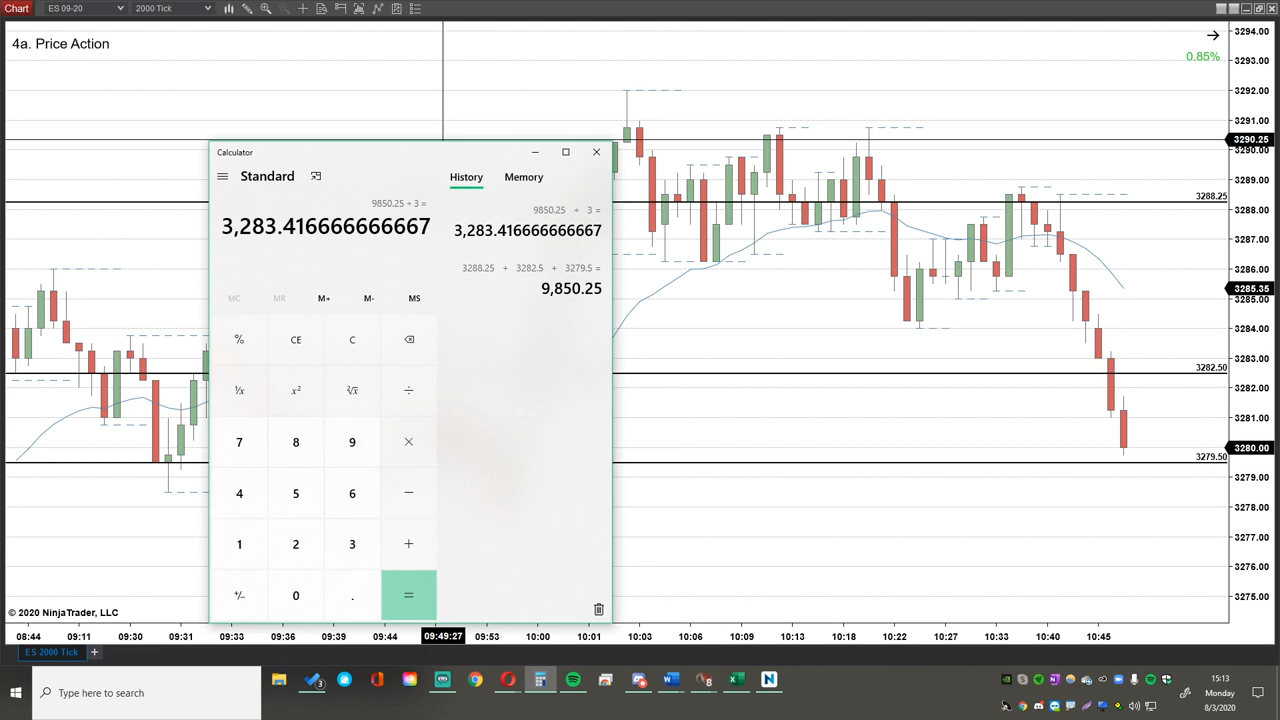 Chart ES 09-20 2000 Tick
4a. Price Action
0.85%
3294.00
3293.00
3292.00
3291.00
3290.25
3290.00
3289.00
3288.25
3288.00
3287.00
3286.00
3285.35
3285.00
3284.00
3283.00
3282.50
3282.00
3281.00
3280.00
3279.50
3279.00
3278.00
3277.00
3276.00
3275.00
Calculator
Standard
History Memory
9850.25 ÷ 3 =
3,283.416666666667
9850.25 ÷ 3 =
3,283.416666666667
3288.25 + 3282.5 + 3279.5 =
9,850.25
MC MR M+ M- MS
% CE C
⅟x x² ²√x ÷
7 8 9 ×
4 5 6 −
1 2 3 +
+/− 0 . =
© 2020 NinjaTrader, LLC
08:44 09:11 09:30 09:31 09:33 09:36 09:39 09:44 09:49:27 09:53 10:00 10:01 10:03 10:06 10:09 10:13 10:18 10:22 10:27 10:33 10:40 10:45
ES 2000 Tick +
Type here to search
3
15:13
Monday
8/3/2020